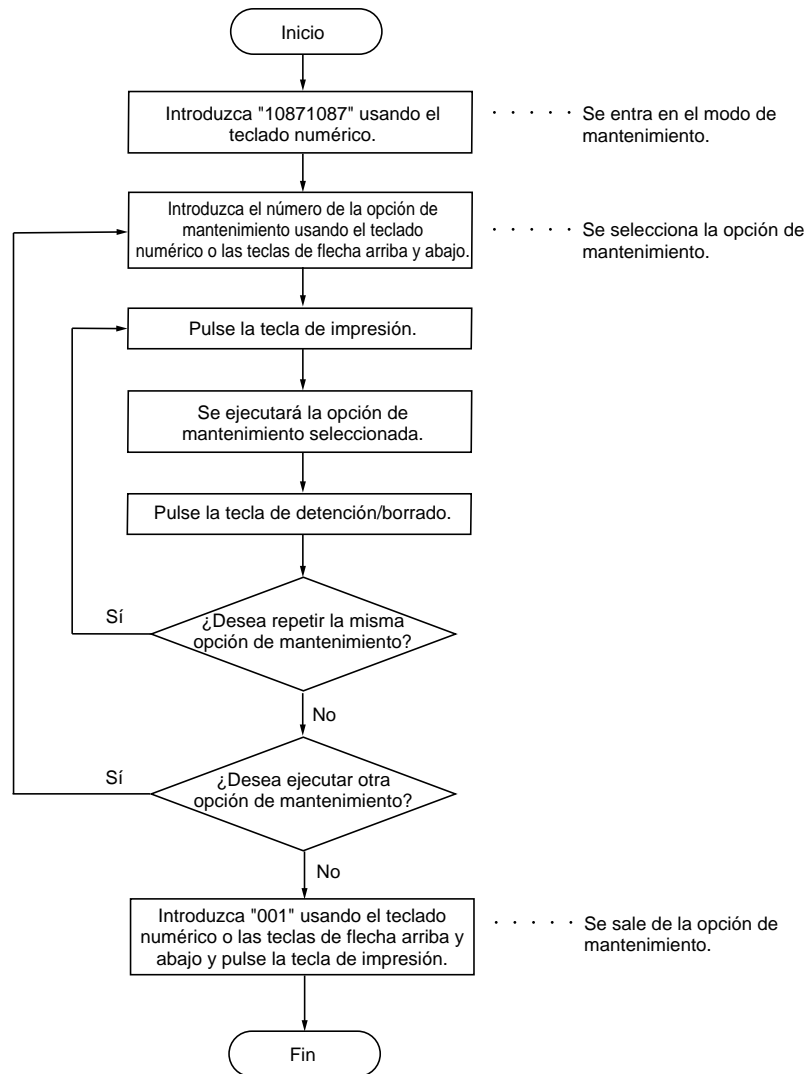 Inicio
Introduzca "10871087" usando el
teclado numérico.
· · · · · Se entra en el modo de
mantenimiento.
Introduzca el número de la opción de
mantenimiento usando el teclado
numérico o las teclas de flecha arriba y abajo.
· · · · · Se selecciona la opción de
mantenimiento.
Pulse la tecla de impresión.
Se ejecutará la opción de
mantenimiento seleccionada.
Pulse la tecla de detención/borrado.
Sí
¿Desea repetir la misma
opción de mantenimiento?
No
Sí
¿Desea ejecutar otra
opción de mantenimiento?
No
Introduzca "001" usando el teclado
numérico o las teclas de flecha arriba y
abajo y pulse la tecla de impresión.
· · · · · Se sale de la opción de
mantenimiento.
Fin